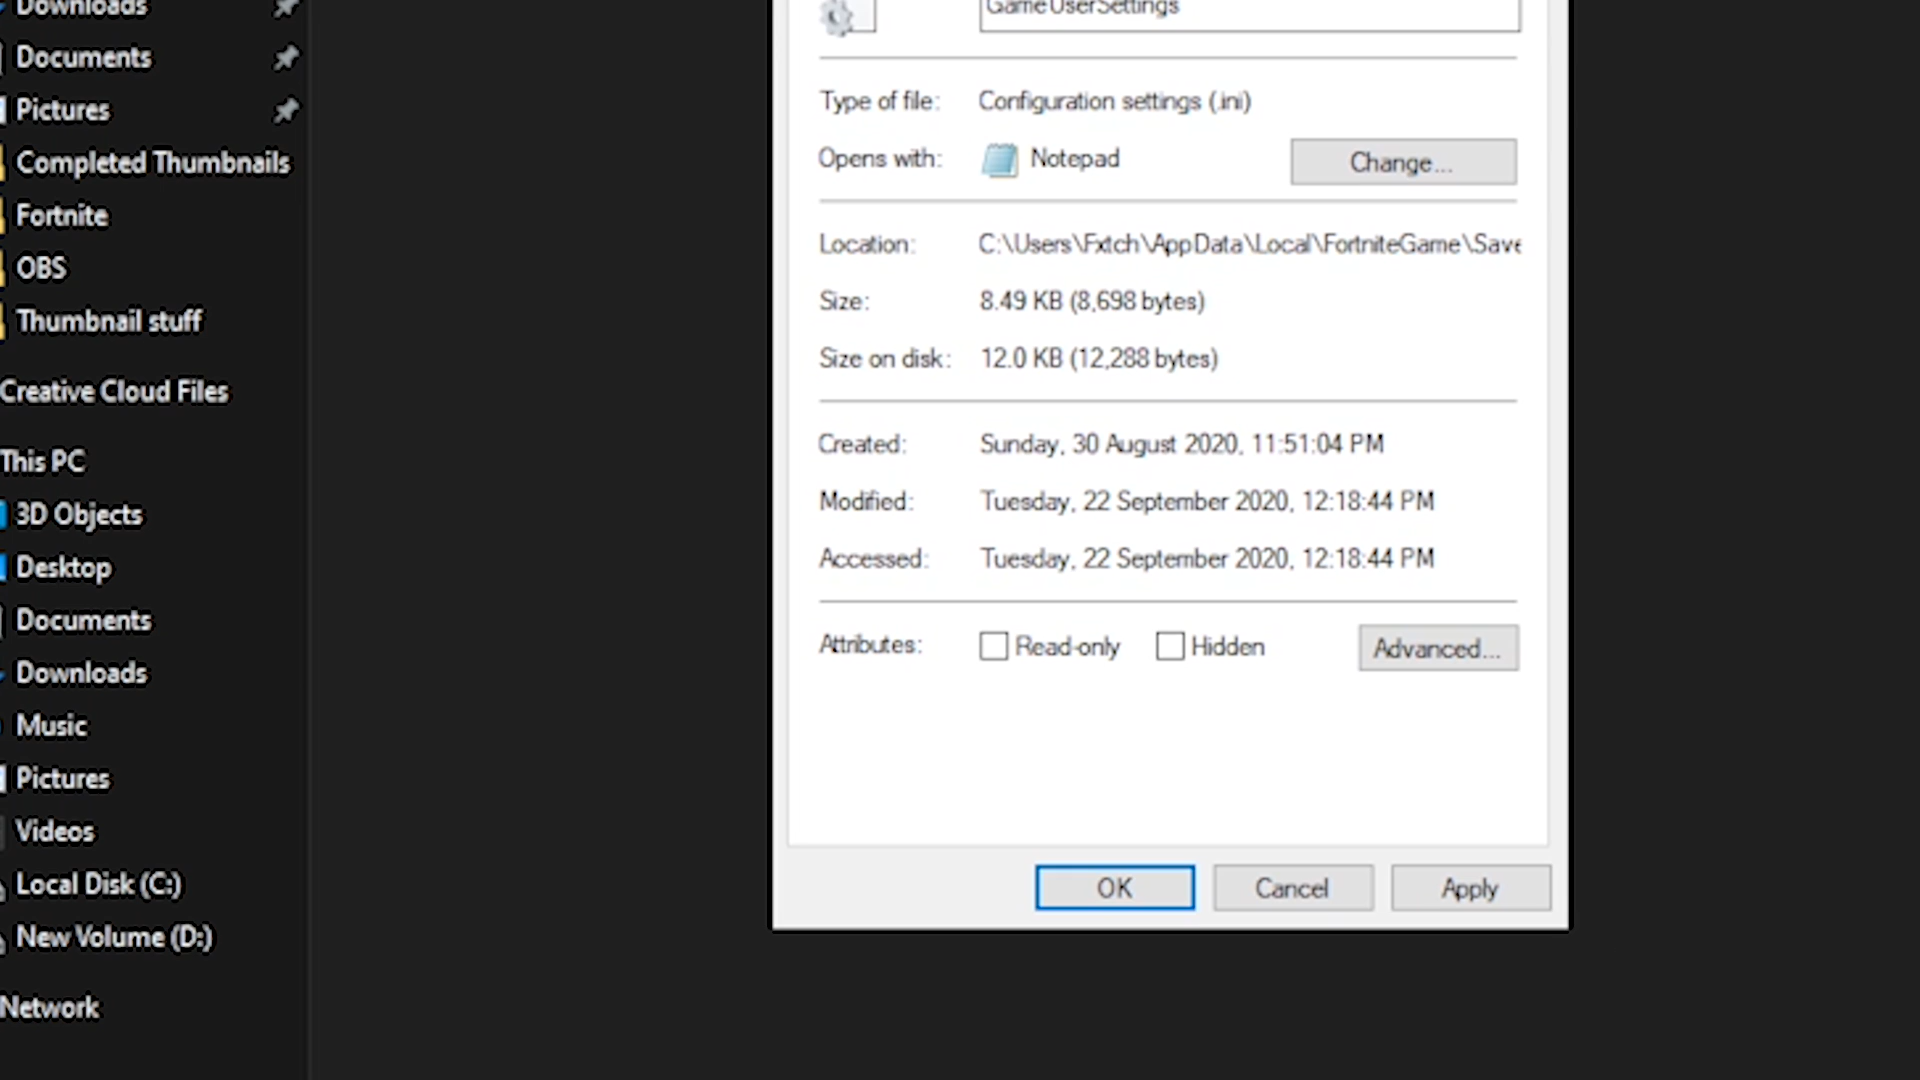 Downloads
Documents
Pictures
Completed Thumbnails
Fortnite
OBS
Thumbnail stuff
Creative Cloud Files
This PC
3D Objects
Desktop
Documents
Downloads
Music
Pictures
Videos
Local Disk (C:)
New Volume (D:)
Network
GameUserSettings
Type of file: Configuration settings (.ini)
Opens with: Notepad Change...
Location: C:\Users\Fxtch\AppData\Local\FortniteGame\Save
Size: 8.49 KB (8,698 bytes)
Size on disk: 12.0 KB (12,288 bytes)
Created: Sunday, 30 August 2020, 11:51:04 PM
Modified: Tuesday, 22 September 2020, 12:18:44 PM
Accessed: Tuesday, 22 September 2020, 12:18:44 PM
Attributes: Read-only Hidden Advanced...
OK Cancel Apply